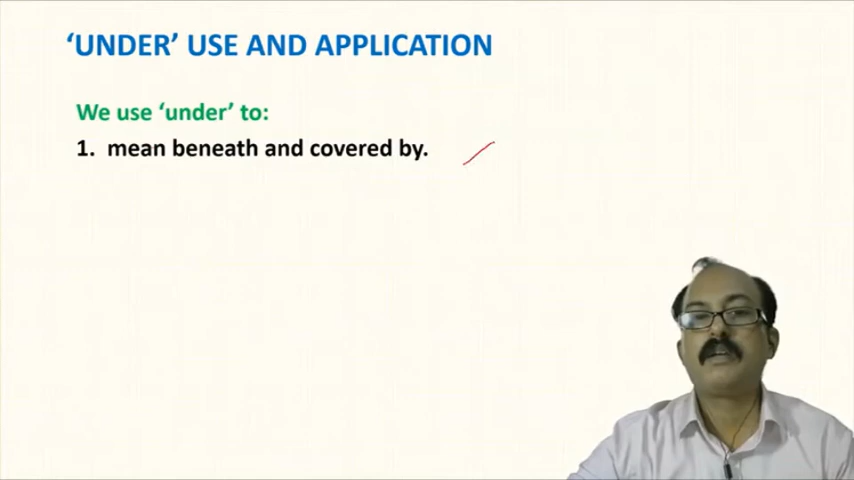 ‘UNDER’ USE AND APPLICATION
We use ‘under’ to:
1. mean beneath and covered by.